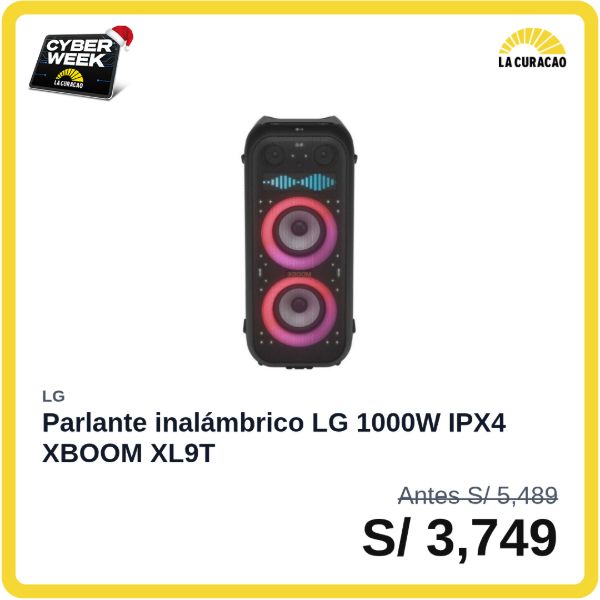 CYBER
WEEK
LA CURACAO
LA CURACAO
XBOOM
LG
Parlante inalámbrico LG 1000W IPX4
XBOOM XL9T
Antes S/ 5,489
S/ 3,749